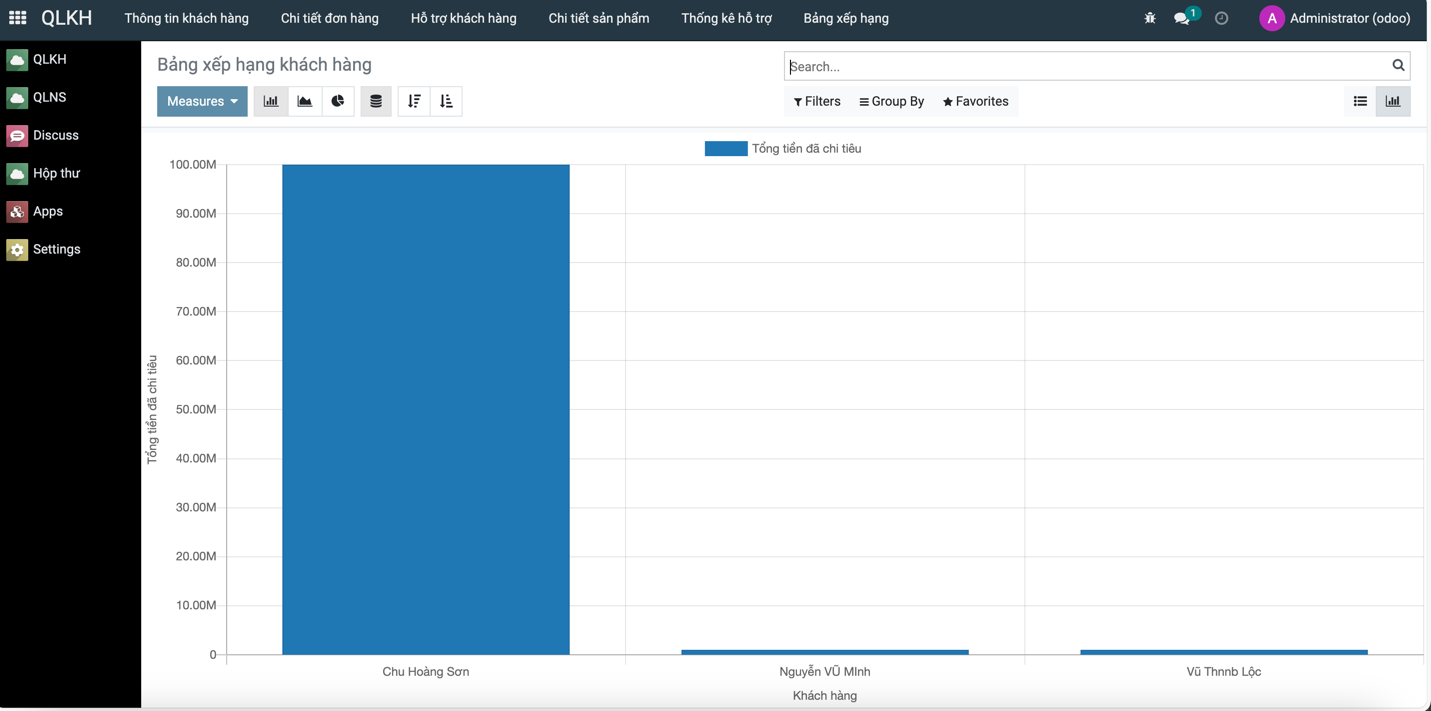 QLKH Thông tin khách hàng Chi tiết đơn hàng Hỗ trợ khách hàng Chi tiết sản phẩm Thống kê hỗ trợ Bảng xếp hạng 1 A Administrator (odoo)
QLKH
QLNS
Discuss
Hộp thư
Apps
Settings
Bảng xếp hạng khách hàng
Search...
Measures
Filters Group By Favorites
Tổng tiền đã chi tiêu
100.00M
90.00M
80.00M
70.00M
60.00M
50.00M
40.00M
30.00M
20.00M
10.00M
0
Tổng tiền đã chi tiêu
Chu Hoàng Sơn Nguyễn VŨ MInh Vũ Thnnb Lộc
Khách hàng